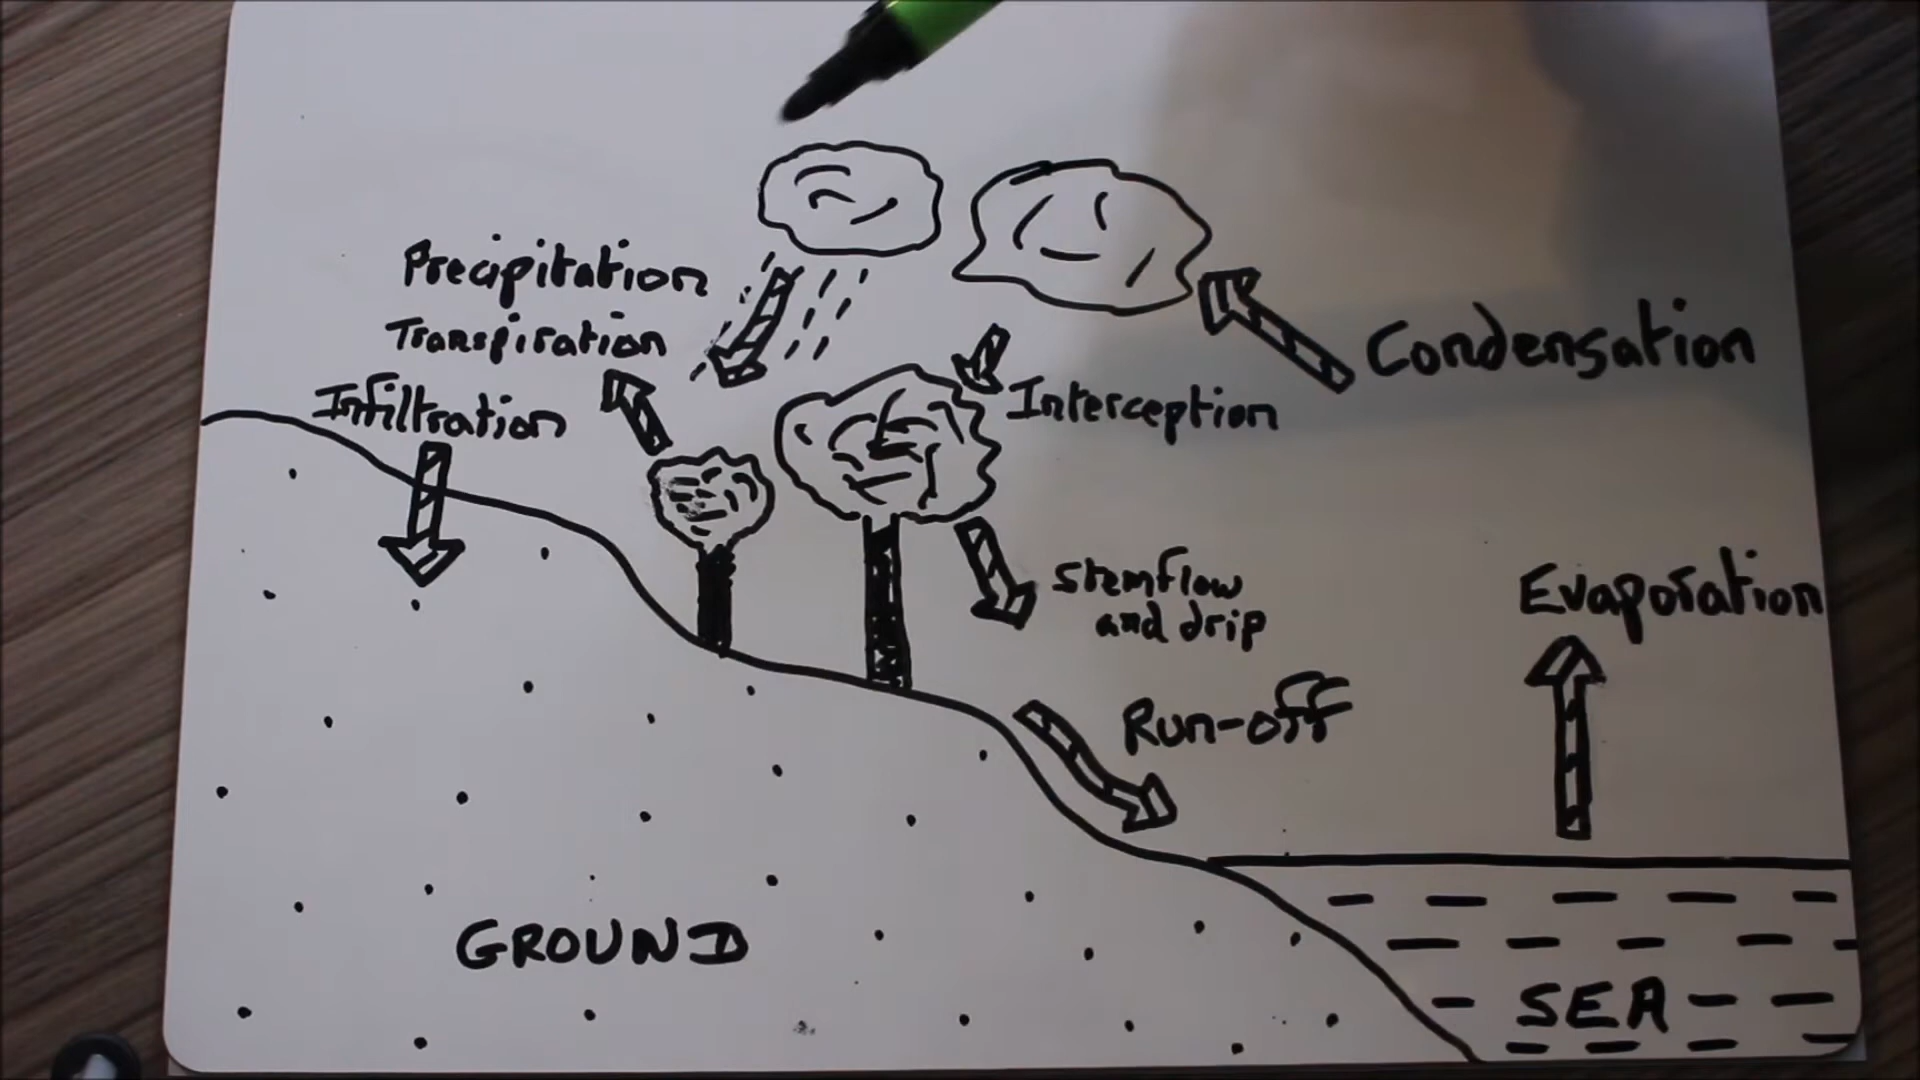 Precipitation
Transpiration
Infiltration
Condensation
Interception
Stemflow
and drip
Evaporation
Run-off
GROUND
SEA